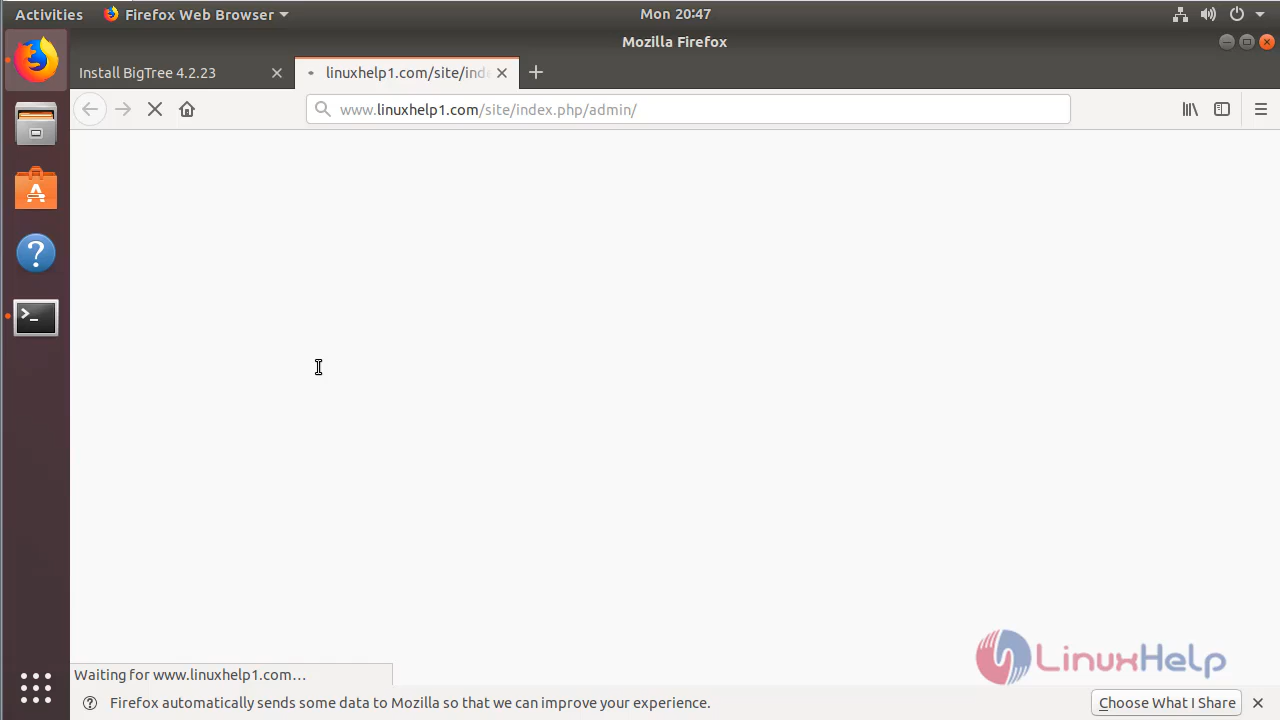 Activities
Firefox Web Browser
Mon 20:47
Mozilla Firefox
Install BigTree 4.2.23
linuxhelp1.com/site/inde
www.linuxhelp1.com/site/index.php/admin/
Waiting for www.linuxhelp1.com…
LinuxHelp
Firefox automatically sends some data to Mozilla so that we can improve your experience.
Choose What I Share